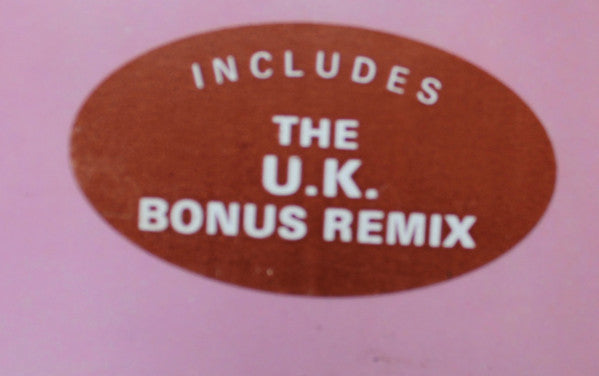 INCLUDES
THE
U.K.
BONUS REMIX